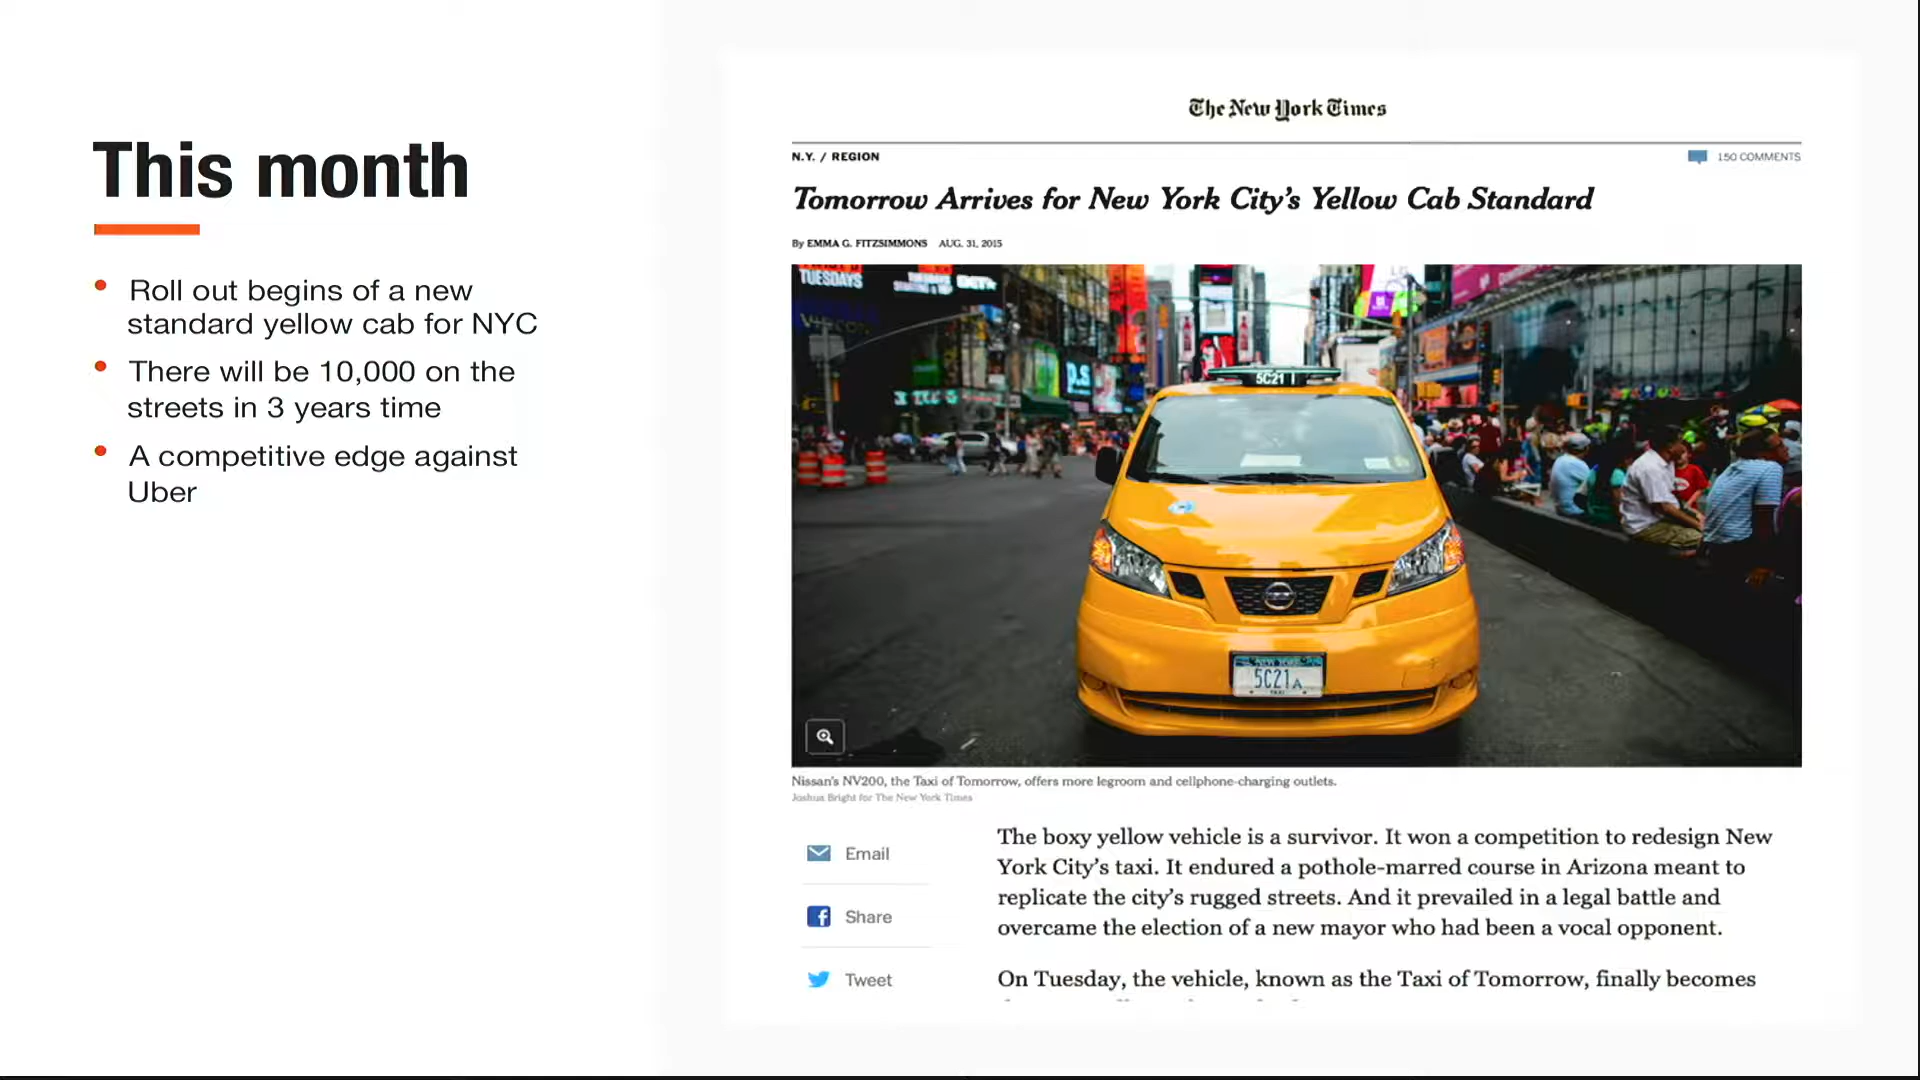 This month
Roll out begins of a new
standard yellow cab for NYC
There will be 10,000 on the
streets in 3 years time
A competitive edge against
Uber
The New York Times
N.Y. / REGION
150 COMMENTS
Tomorrow Arrives for New York City's Yellow Cab Standard
By EMMA G. FITZSIMMONS AUG. 31, 2015
TUESDAYS
5C21
NEW YORK
5C21A
TAXI
Nissan's NV200, the Taxi of Tomorrow, offers more legroom and cellphone-charging outlets.
Joshua Bright for The New York Times
Email
Share
Tweet
The boxy yellow vehicle is a survivor. It won a competition to redesign New
York City's taxi. It endured a pothole-marred course in Arizona meant to
replicate the city's rugged streets. And it prevailed in a legal battle and
overcame the election of a new mayor who had been a vocal opponent.
On Tuesday, the vehicle, known as the Taxi of Tomorrow, finally becomes